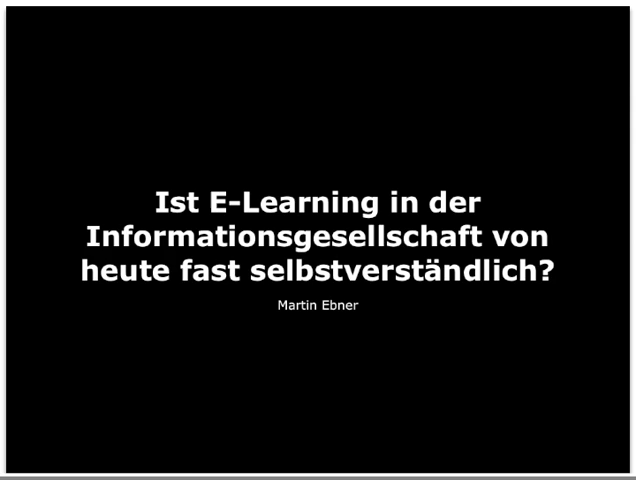 Ist E-Learning in der
Informationsgesellschaft von
heute fast selbstverständlich?
Martin Ebner